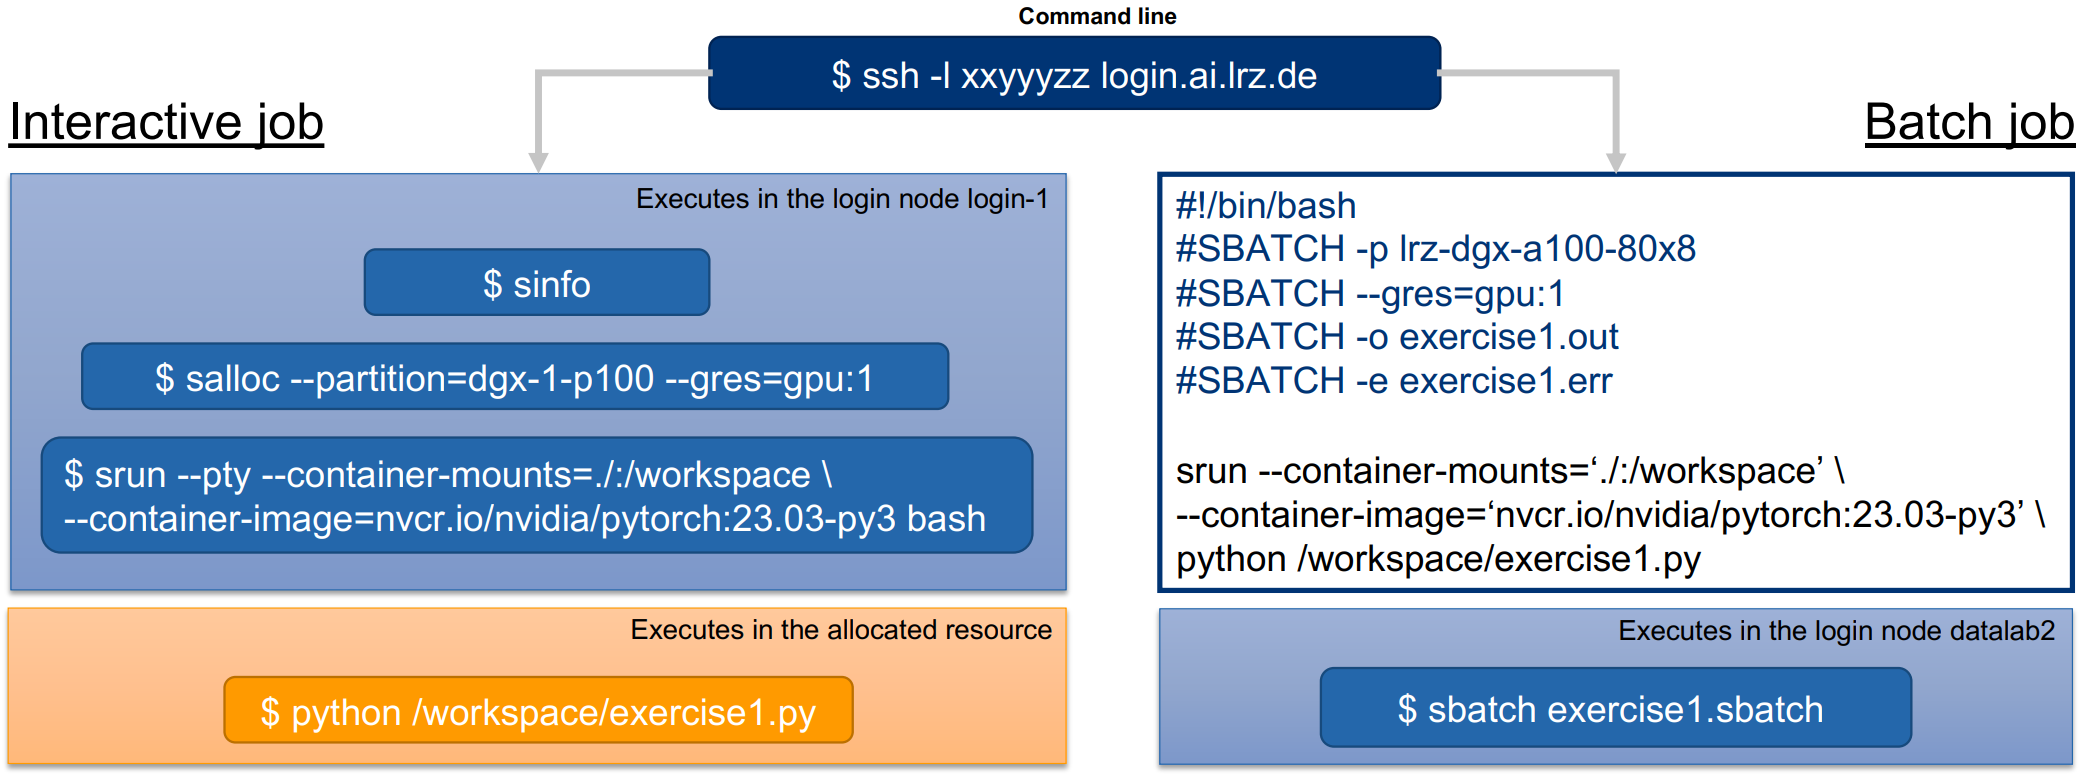 Command line
$ ssh -l xxyyyzz login.ai.lrz.de
Interactive job
Executes in the login node login-1
$ sinfo
$ salloc --partition=dgx-1-p100 --gres=gpu:1
$ srun --pty --container-mounts=./:/workspace \
--container-image=nvcr.io/nvidia/pytorch:23.03-py3 bash
Executes in the allocated resource
$ python /workspace/exercise1.py
Batch job
#!/bin/bash
#SBATCH -p lrz-dgx-a100-80x8
#SBATCH --gres=gpu:1
#SBATCH -o exercise1.out
#SBATCH -e exercise1.err
srun --container-mounts=‘./:/workspace’ \
--container-image=‘nvcr.io/nvidia/pytorch:23.03-py3’ \
python /workspace/exercise1.py
Executes in the login node datalab2
$ sbatch exercise1.sbatch